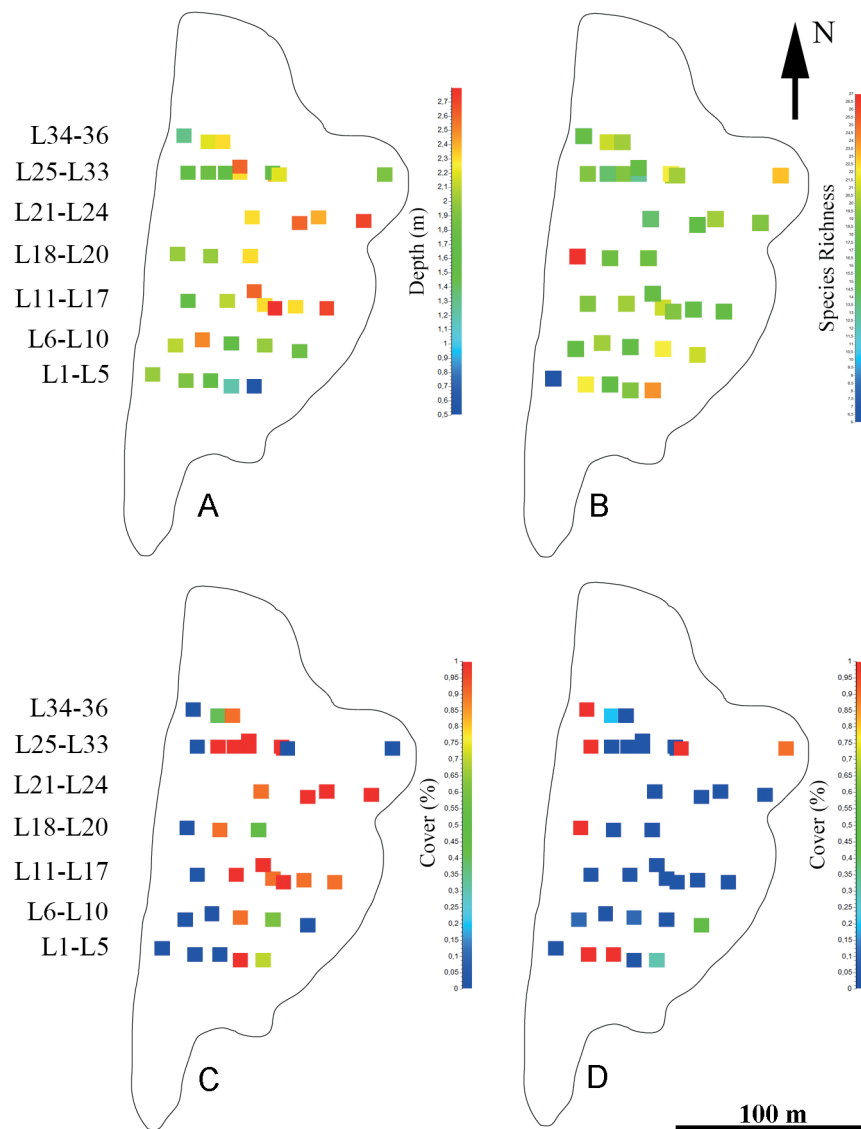 N
L34-36
L25-L33
L21-L24
L18-L20
L11-L17
L6-L10
L1-L5
2,7
2,6
2,5
2,4
2,3
2,2
2,1
2
1,9
1,8
1,7
1,6
1,5
1,4
1,3
1,2
1,1
1
0,9
0,8
0,7
0,6
0,5
Depth (m)
Species Richness
A
B
L34-36
L25-L33
L21-L24
L18-L20
L11-L17
L6-L10
L1-L5
1
0,95
0,9
0,85
0,8
0,75
0,7
0,65
0,6
0,55
0,5
0,45
0,4
0,35
0,3
0,25
0,2
0,15
0,1
0,05
0
Cover (%)
1
0,95
0,9
0,85
0,8
0,75
0,7
0,65
0,6
0,55
0,5
0,45
0,4
0,35
0,3
0,25
0,2
0,15
0,1
0,05
0
Cover (%)
C
D
100 m